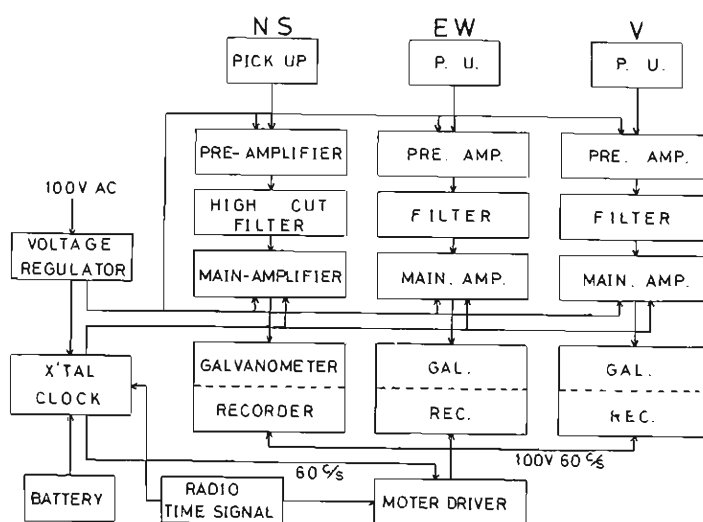 NS EW V
PICK UP P. U. P. U.
PRE-AMPLIFIER PRE. AMP. PRE. AMP.
100V AC
HIGH CUT
FILTER FILTER FILTER
VOLTAGE
REGULATOR
MAIN-AMPLIFIER MAIN. AMP. MAIN. AMP.
X'TAL
CLOCK
GALVANOMETER GAL. GAL.
RECORDER REC. REC.
60 C/S
100V 60 C/S
BATTERY
RADIO
TIME SIGNAL
MOTER DRIVER